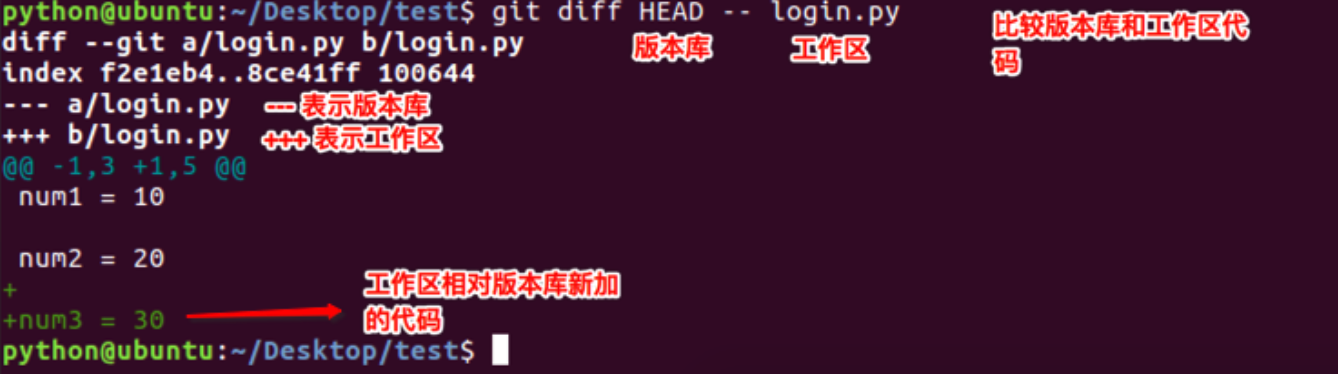 python@ubuntu:~/Desktop/test$ git diff HEAD -- login.py
比较版本库和工作区代
码
diff --git a/login.py b/login.py
版本库 工作区
index f2e1eb4..8ce41ff 100644
--- a/login.py --- 表示版本库
+++ b/login.py +++ 表示工作区
@@ -1,3 +1,5 @@
num1 = 10
num2 = 20
+
+num3 = 30
工作区相对版本库新加
的代码
python@ubuntu:~/Desktop/test$